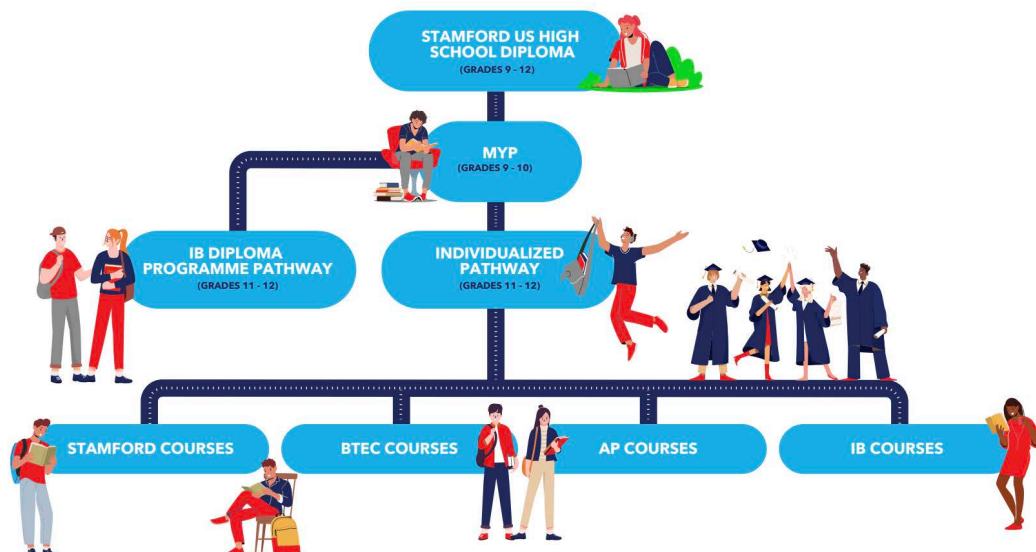 STAMFORD US HIGH
SCHOOL DIPLOMA
(GRADES 9 - 12)
MYP
(GRADES 9 - 10)
IB DIPLOMA
PROGRAMME PATHWAY
(GRADES 11 - 12)
INDIVIDUALIZED
PATHWAY
(GRADES 11 - 12)
STAMFORD COURSES
BTEC COURSES
AP COURSES
IB COURSES